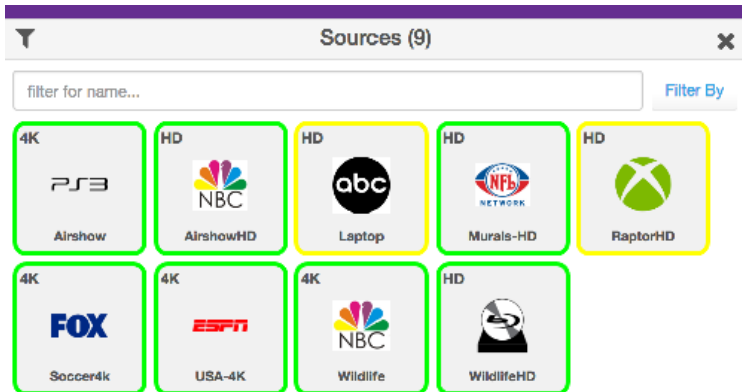 Sources (9)
filter for name...
Filter By
4K
PS3
Airshow
HD
NBC
AirshowHD
HD
abc
Laptop
HD
NFL
NETWORK
Murals-HD
HD
RaptorHD
4K
FOX
Soccer4k
4K
ESPN
USA-4K
4K
NBC
Wildlife
HD
WildlifeHD